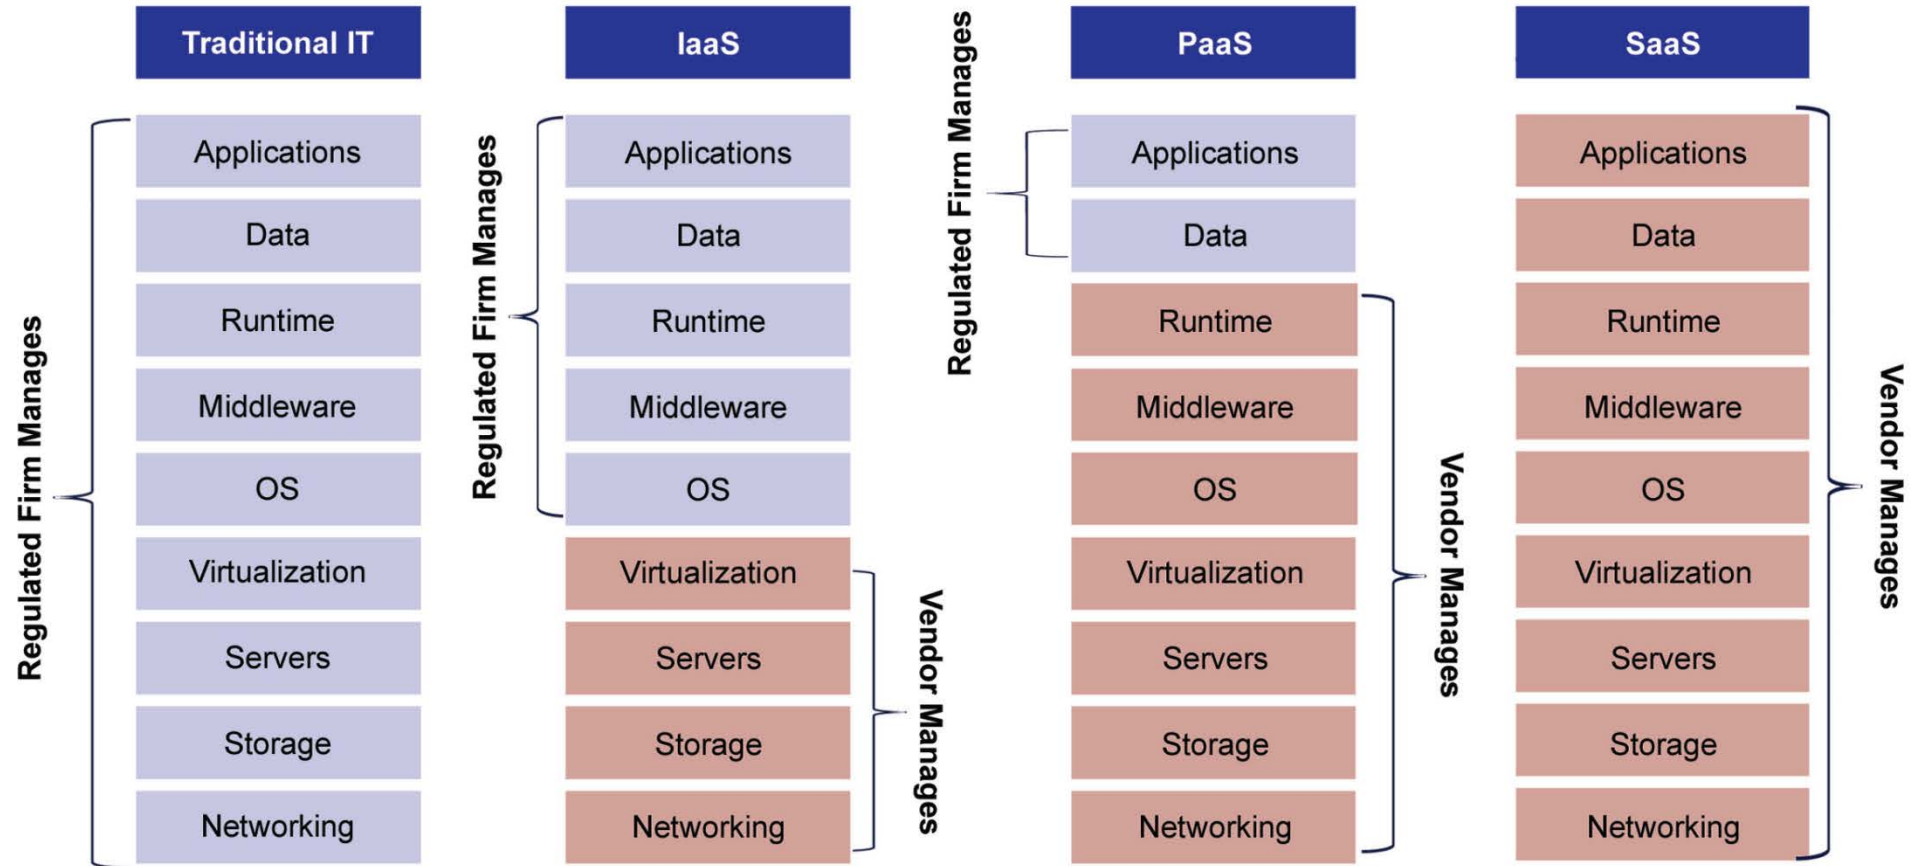 Traditional IT
Regulated Firm Manages
Applications
Data
Runtime
Middleware
OS
Virtualization
Servers
Storage
Networking
IaaS
Regulated Firm Manages
Applications
Data
Runtime
Middleware
OS
Virtualization
Servers
Storage
Networking
Vendor Manages
PaaS
Regulated Firm Manages
Applications
Data
Runtime
Middleware
OS
Virtualization
Servers
Storage
Networking
Vendor Manages
SaaS
Applications
Data
Runtime
Middleware
OS
Virtualization
Servers
Storage
Networking
Vendor Manages